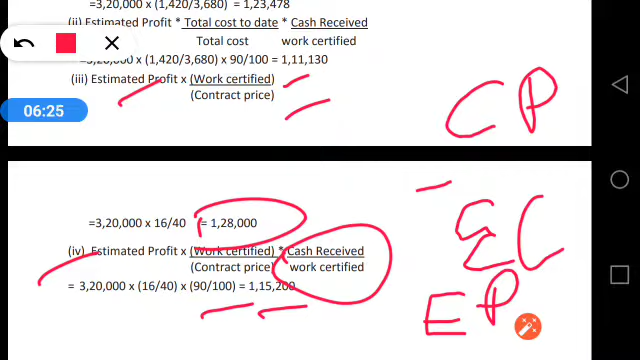 =3,20,000 x (1,420/3,680) = 1,23,478
(ii) Estimated Profit * Total cost to date * Cash Received
Total cost work certified
=3,20,000 x (1,420/3,680) x 90/100 = 1,11,130
(iii) Estimated Profit x (Work certified)
(Contract price)
06:25
C P
=3,20,000 x 16/40 = 1,28,000
(iv) Estimated Profit x (Work certified) * Cash Received
(Contract price) work certified
= 3,20,000 x (16/40) x (90/100) = 1,15,200
E C
E P